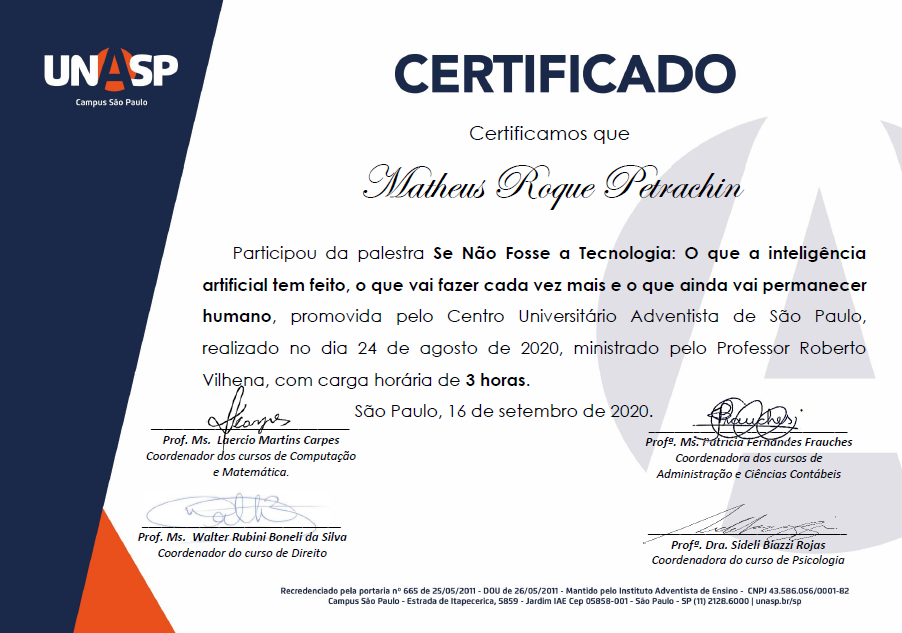 UNASP
Campus São Paulo
CERTIFICADO
Certificamos que
Matheus Roque Petrachin
Participou da palestra Se Não Fosse a Tecnologia: O que a inteligência
artificial tem feito, o que vai fazer cada vez mais e o que ainda vai permanecer
humano, promovida pelo Centro Universitário Adventista de São Paulo,
realizado no dia 24 de agosto de 2020, ministrado pelo Professor Roberto
Vilhena, com carga horária de 3 horas.
São Paulo, 16 de setembro de 2020.
Prof. Ms. Laercio Martins Carpes
Coordenador dos cursos de Computação
e Matemática.
Frauches
Profª. Ms. Patricia Fernandes Frauches
Coordenadora dos cursos de
Administração e Ciências Contábeis
Prof. Ms. Walter Rubini Boneli da Silva
Coordenador do curso de Direito
Profª. Dra. Sideli Biazzi Rojas
Coordenadora do curso de Psicologia
Recredenciado pela portaria nº 665 de 25/05/2011 - DOU de 26/05/2011 - Mantido pelo Instituto Adventista de Ensino - CNPJ 43.586.056/0001-82
Campus São Paulo - Estrada de Itapecerica, 5859 - Jardim IAE Cep 05858-001 - São Paulo - SP (11) 2128.6000 | unasp.br/sp